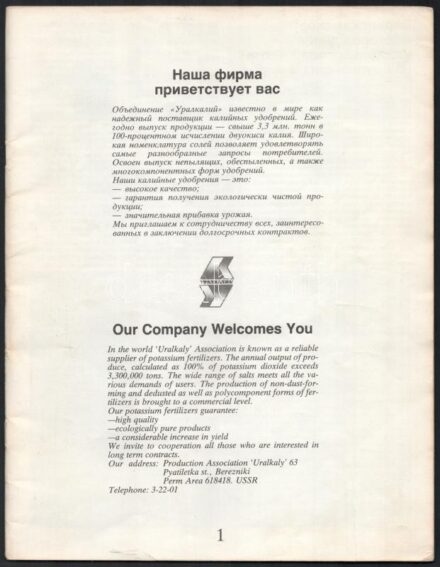 Наша фирма
приветствует вас
Объединение «Уралкалий» известно в мире как
надежный поставщик калийных удобрений. Еже-
годно выпуск продукции — свыше 3,3 млн. тонн в
100-процентном исчислении двуокиси калия. Широ-
кая номенклатура солей позволяет удовлетворять
самые разнообразные запросы потребителей.
Освоен выпуск непылящих, обеспыленных, а также
многокомпонентных форм удобрений.
Наши калийные удобрения — это:
— высокое качество;
— гарантия получения экологически чистой про-
дукции;
— значительная прибавка урожая.
Мы приглашаем к сотрудничеству всех, заинтересо-
ванных в заключении долгосрочных контрактов.
Our Company Welcomes You
In the world 'Uralkaly' Association is known as a reliable
supplier of potassium fertilizers. The annual output of pro-
duce, calculated as 100% of potassium dioxide exceeds
3,300,000 tons. The wide range of salts meets all the va-
rious demands of users. The production of non-dust-for-
ming and dedusted as well as polycomponent forms of fer-
tilizers is brought to a commercial level.
Our potassium fertilizers guarantee:
—high quality
—ecologically pure products
—a considerable increase in yield
We invite to cooperation all those who are interested in
long term contracts.
Our address: Production Association 'Uralkaly' 63
Pyatiletka st., Berezniki
Perm Area 618418. USSR
Telephone: 3-22-01
1